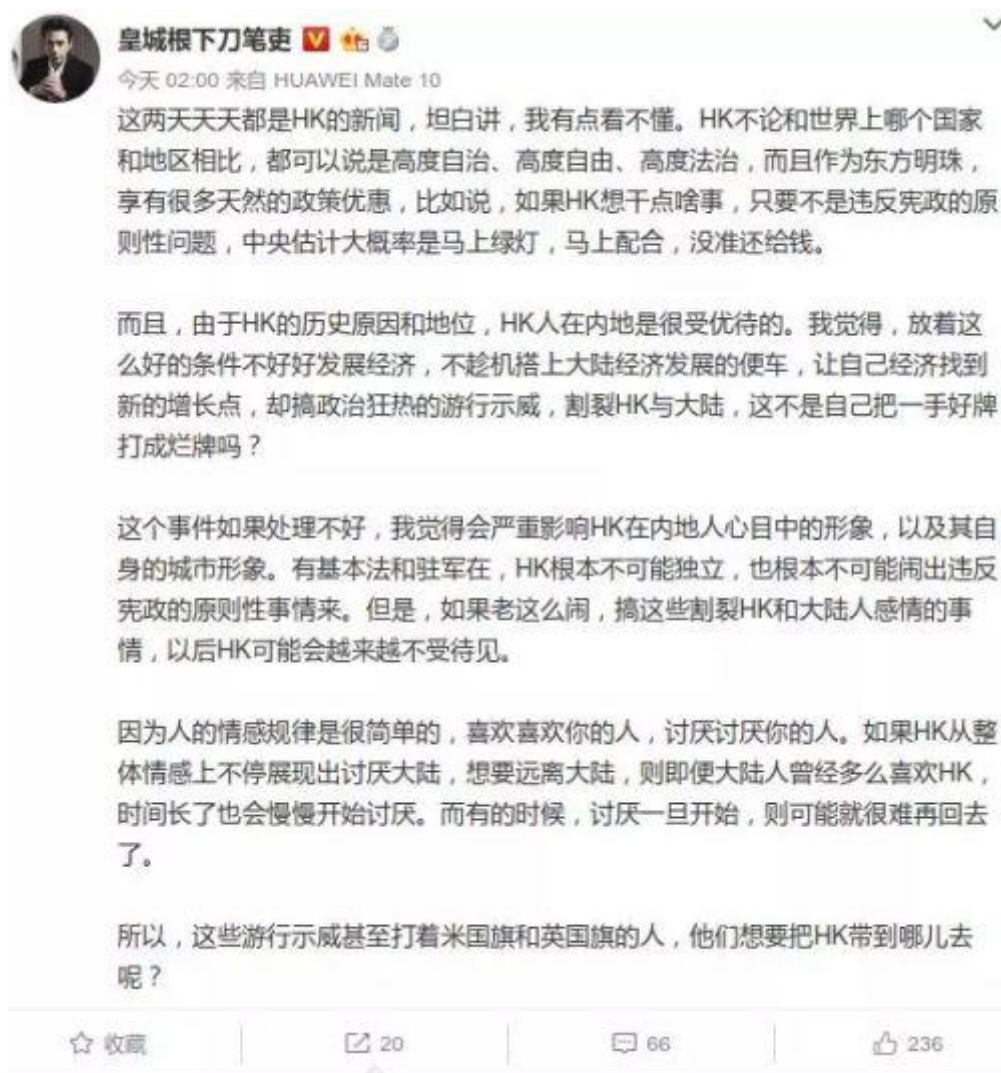 皇城根下刀笔吏
今天 02:00 来自 HUAWEI Mate 10
这两天天天都是HK的新闻，坦白讲，我有点看不懂。HK不论和世界上哪个国家
和地区相比，都可以说是高度自治、高度自由、高度法治，而且作为东方明珠，
享有很多天然的政策优惠，比如说，如果HK想干点啥事，只要不是违反宪政的原
则性问题，中央估计大概率是马上绿灯，马上配合，没准还给钱。
而且，由于HK的历史原因和地位，HK人在内地是很受优待的。我觉得，放着这
么好的条件不好好发展经济，不趁机搭上大陆经济发展的便车，让自己经济找到
新的增长点，却搞政治狂热的游行示威，割裂HK与大陆，这不是自己把一手好牌
打成烂牌吗？
这个事件如果处理不好，我觉得会严重影响HK在内地人心目中的形象，以及其自
身的城市形象。有基本法和驻军在，HK根本不可能独立，也根本不可能闹出违反
宪政的原则性事情来。但是，如果老这么闹，搞这些割裂HK和大陆人感情的事
情，以后HK可能会越来越不受待见。
因为人的情感规律是很简单的，喜欢喜欢你的人，讨厌讨厌你的人。如果HK从整
体情感上不停展现出讨厌大陆，想要远离大陆，则即便大陆人曾经多么喜欢HK，
时间长了也会慢慢开始讨厌。而有的时候，讨厌一旦开始，则可能就很难再回去
了。
所以，这些游行示威甚至打着米国旗和英国旗的人，他们想要把HK带到哪儿去
呢？
收藏 20 66 236